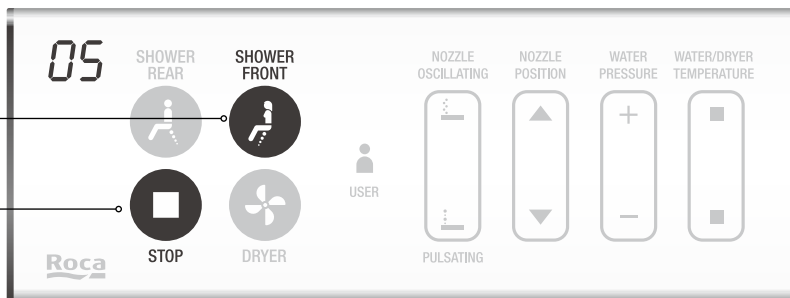 05
SHOWER
REAR
SHOWER
FRONT
NOZZLE
OSCILLATING
NOZZLE
POSITION
WATER
PRESSURE
WATER/DRYER
TEMPERATURE
USER
STOP
DRYER
PULSATING
Roca